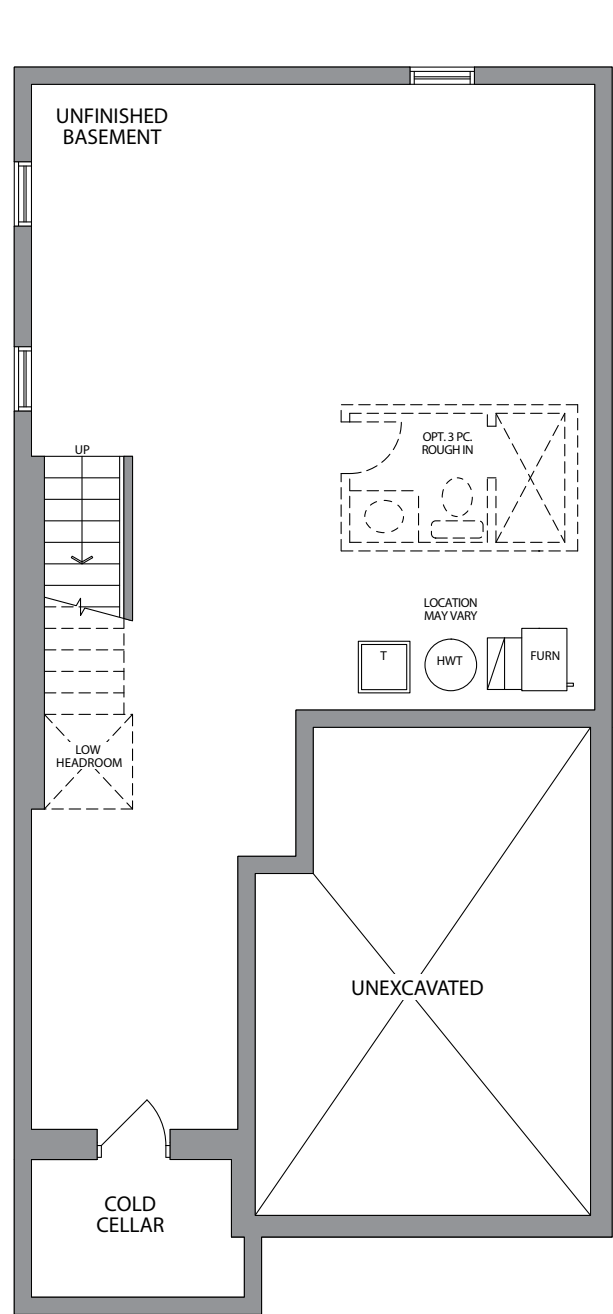 UNFINISHED
BASEMENT
UP
OPT. 3 PC.
ROUGH IN
LOCATION
MAY VARY
T
HWT
FURN
LOW
HEADROOM
UNEXCAVATED
COLD
CELLAR